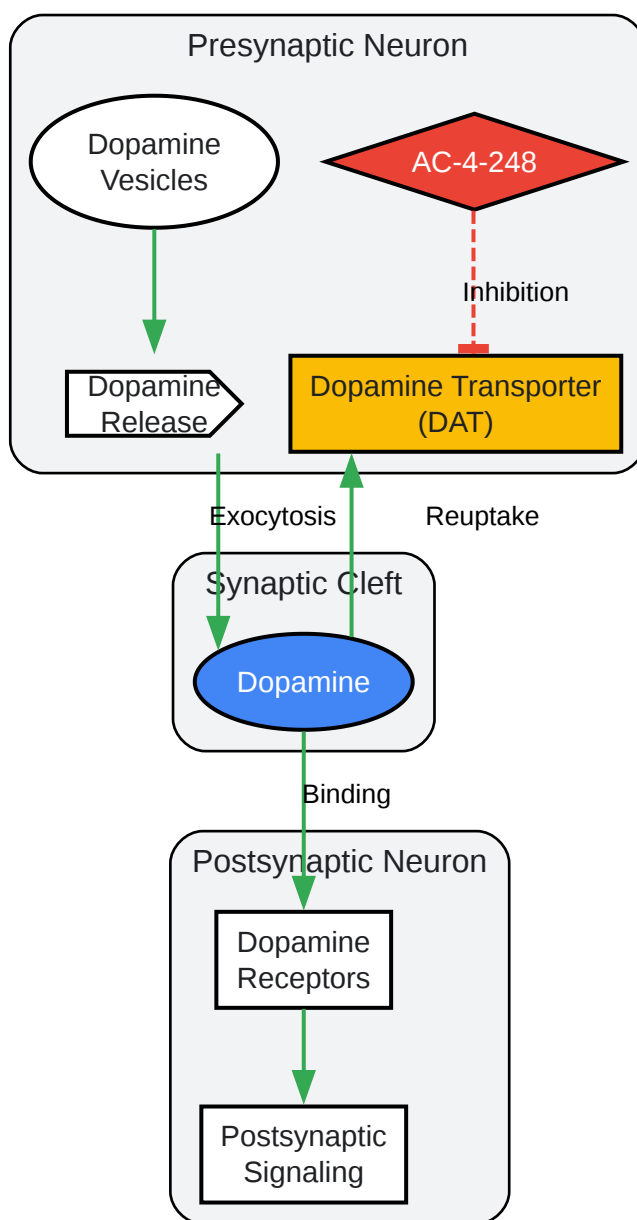 Presynaptic Neuron
Dopamine
Vesicles
AC-4-248
Inhibition
Dopamine
Release
Dopamine Transporter
(DAT)
Exocytosis
Reuptake
Synaptic Cleft
Dopamine
Binding
Postsynaptic Neuron
Dopamine
Receptors
Postsynaptic
Signaling